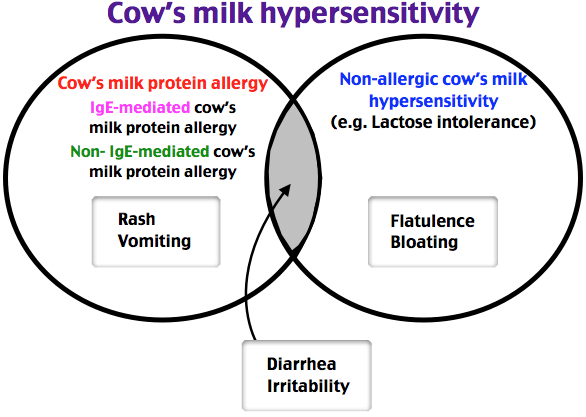 Cow's milk hypersensitivity
Cow's milk protein allergy
IgE-mediated cow's
milk protein allergy
Non- IgE-mediated cow's
milk protein allergy
Rash
Vomiting
Non-allergic cow's milk
hypersensitivity
(e.g. Lactose intolerance)
Flatulence
Bloating
Diarrhea
Irritability